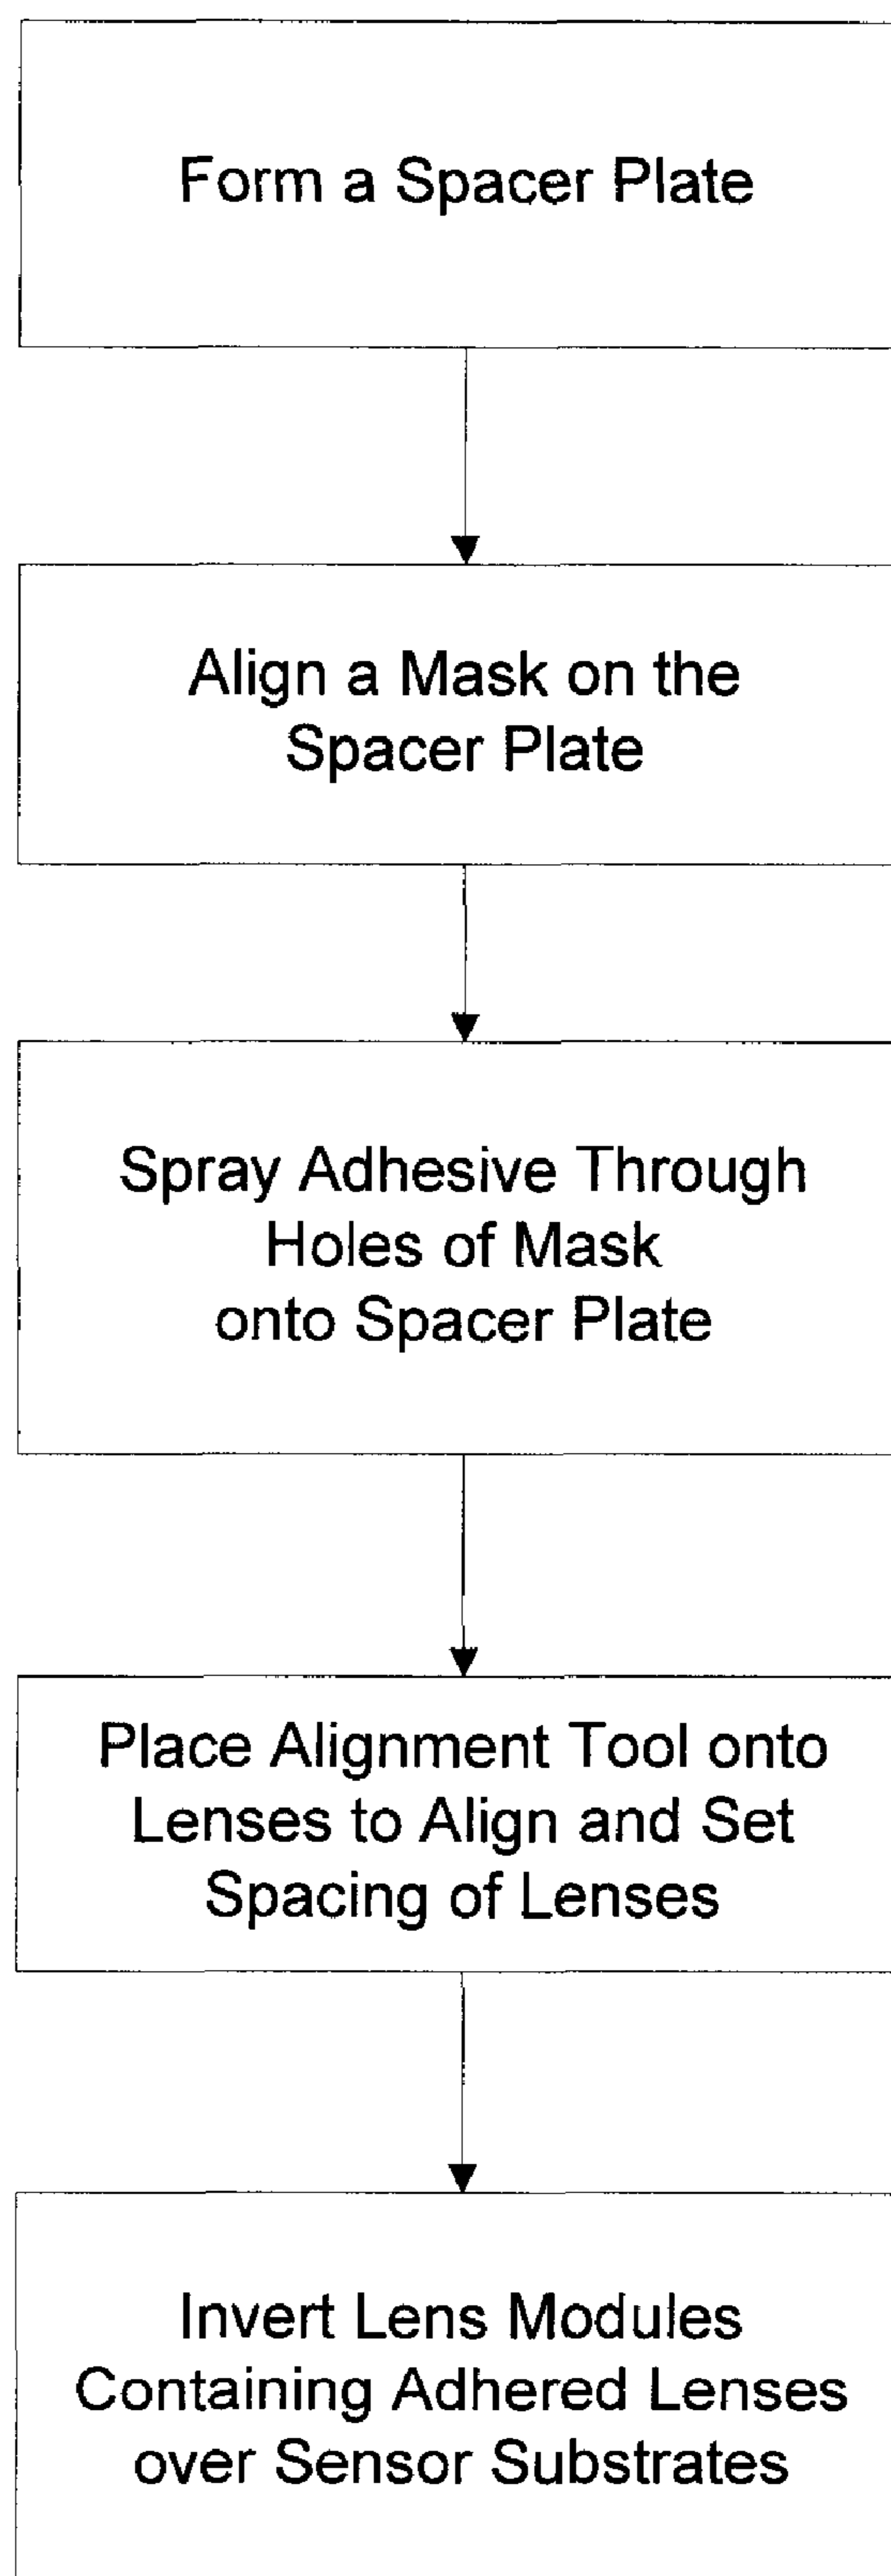 Form a Spacer Plate
Align a Mask on the
Spacer Plate
Spray Adhesive Through
Holes of Mask
onto Spacer Plate
Place Alignment Tool onto
Lenses to Align and Set
Spacing of Lenses
Invert Lens Modules
Containing Adhered Lenses
over Sensor Substrates